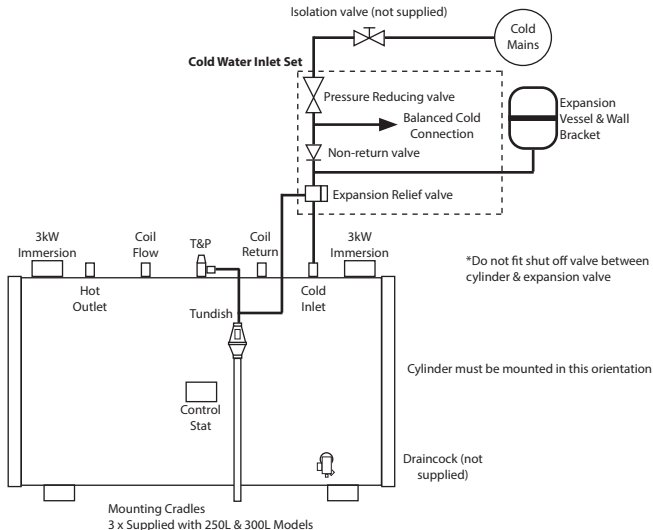 Isolation valve (not supplied)
Cold
Mains
Cold Water Inlet Set
Pressure Reducing valve
Balanced Cold
Connection
Expansion
Vessel & Wall
Bracket
Non-return valve
Expansion Relief valve
3kW
Immersion
Coil
Flow
T&P
Coil
Return
3kW
Immersion
*Do not fit shut off valve between
cylinder & expansion valve
Hot
Outlet
Tundish
Cold
Inlet
Cylinder must be mounted in this orientation
Control
Stat
Draincock (not
supplied)
Mounting Cradles
3 x Supplied with 250L & 300L Models